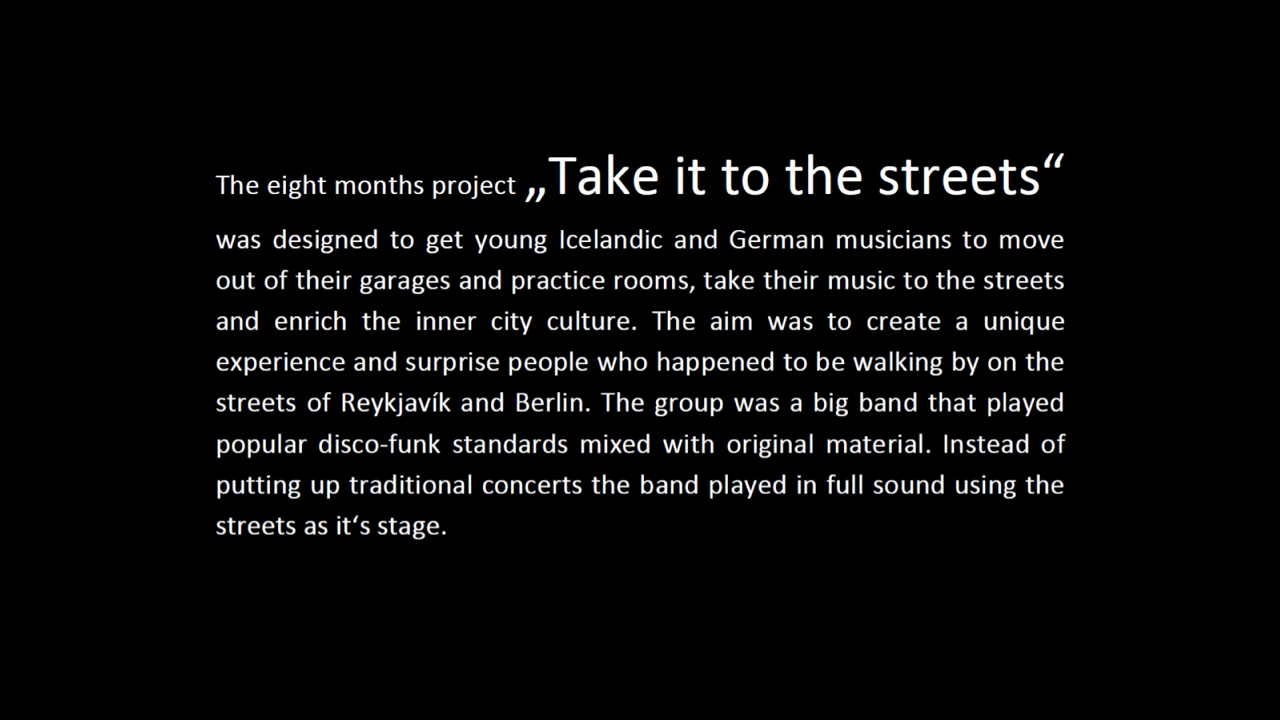 The eight months project „Take it to the streets“
was designed to get young Icelandic and German musicians to move
out of their garages and practice rooms, take their music to the streets
and enrich the inner city culture. The aim was to create a unique
experience and surprise people who happened to be walking by on the
streets of Reykjavík and Berlin. The group was a big band that played
popular disco-funk standards mixed with original material. Instead of
putting up traditional concerts the band played in full sound using the
streets as it‘s stage.